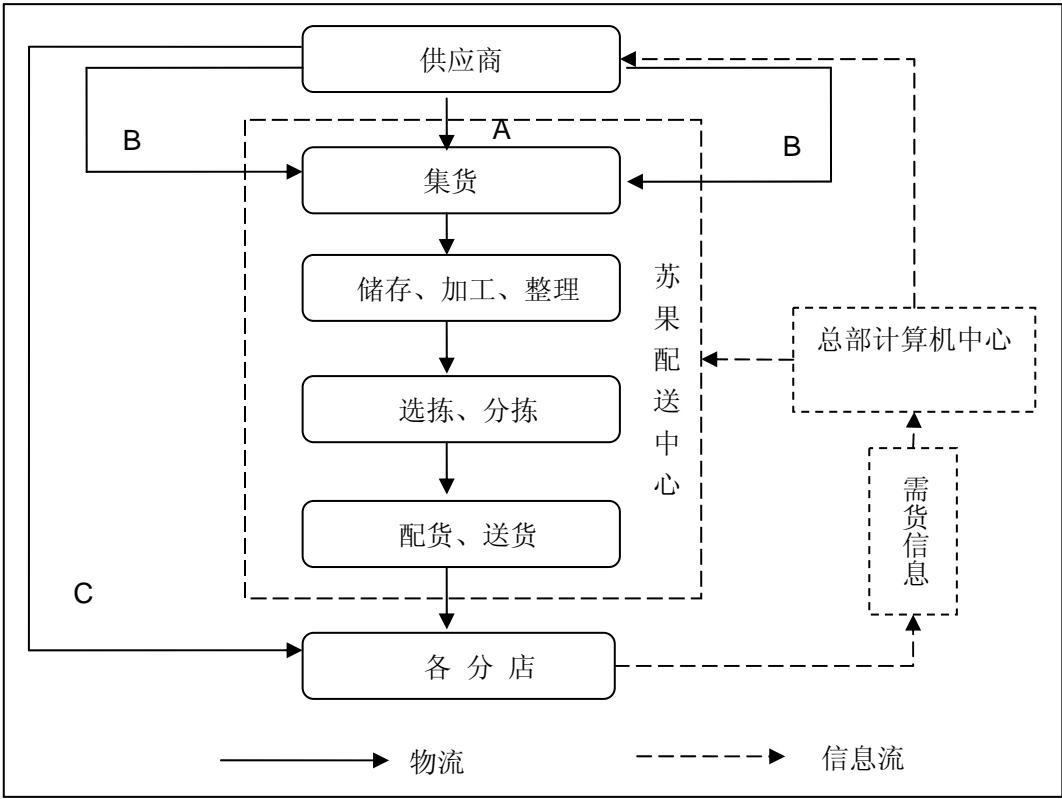 供应商
A
B
B
集货
储存、加工、整理
苏果配送中心
总部计算机中心
选拣、分拣
需货信息
配货、送货
C
各 分 店
物流
信息流